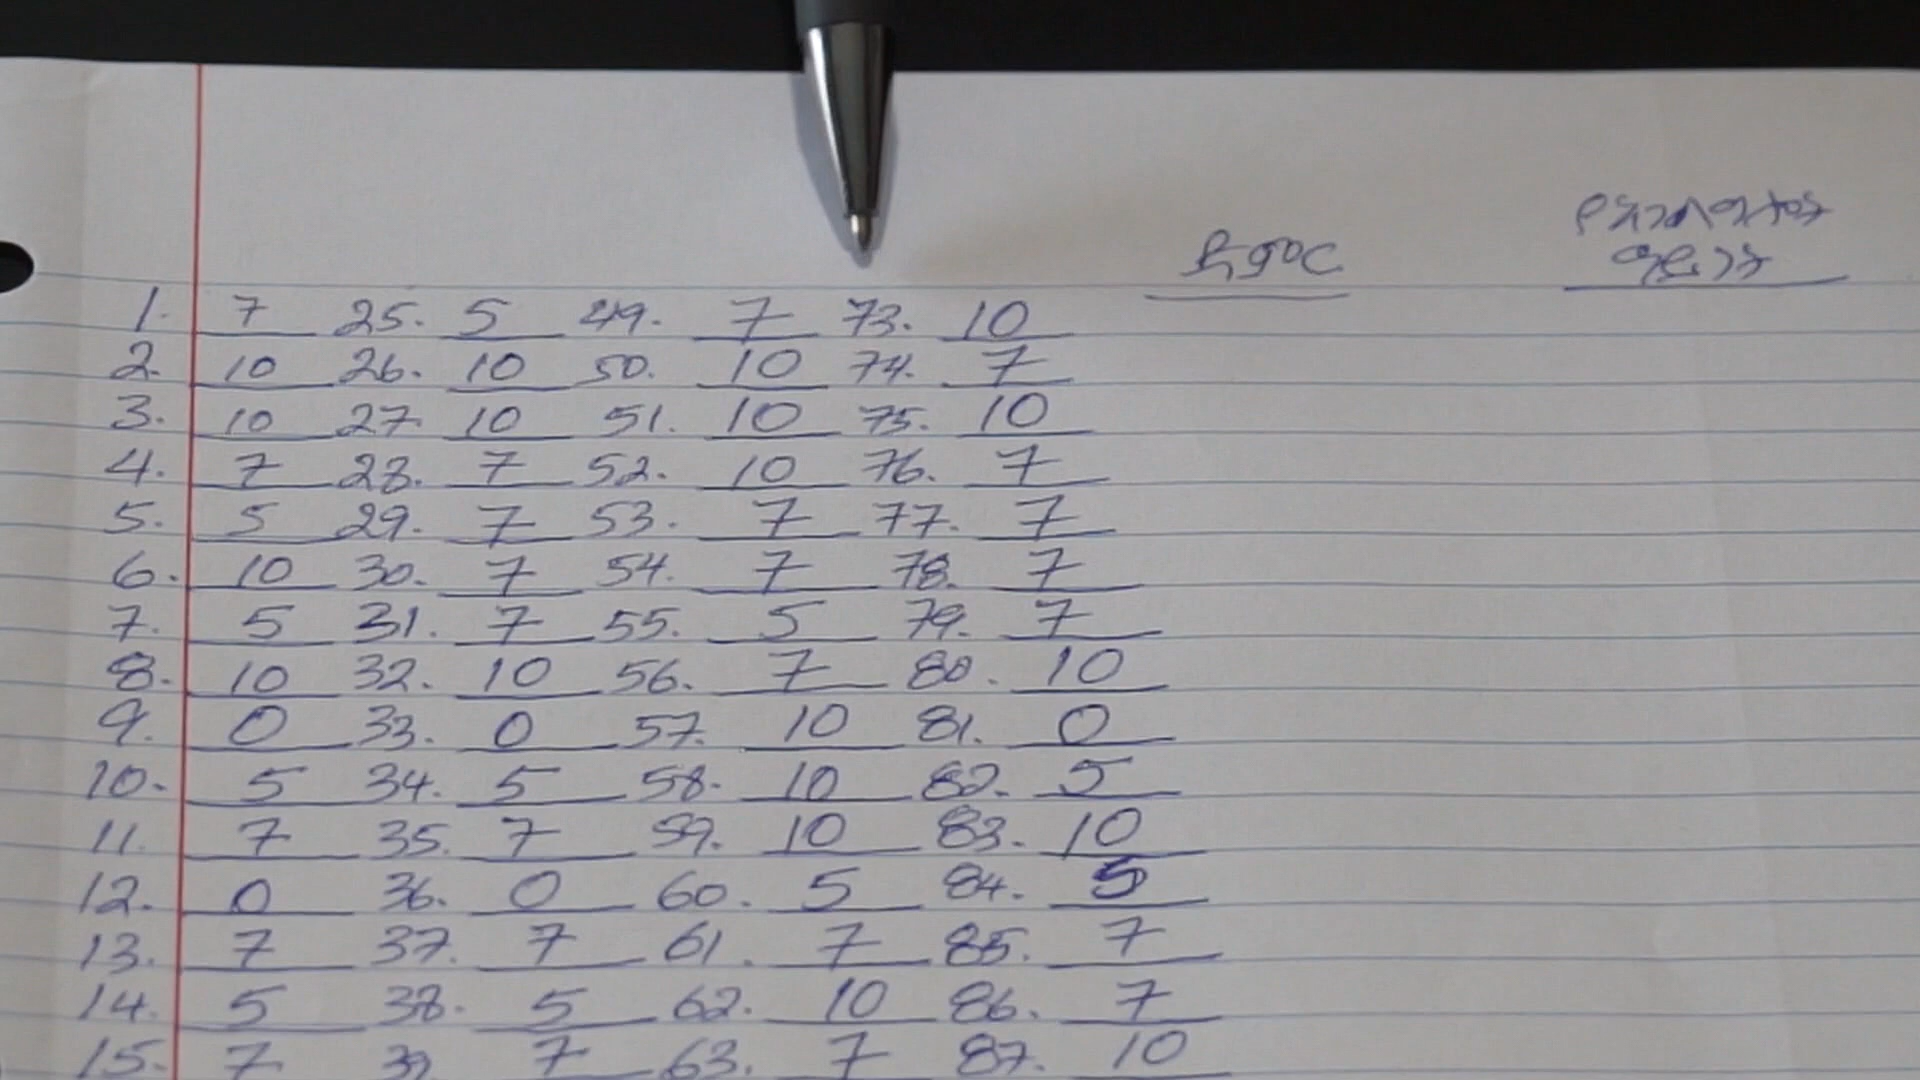 ድምር
1. 7 25. 5 49. 7 73. 10
2. 10 26. 10 50. 10 74. 7
3. 10 27. 10 51. 10 75. 10
4. 7 28. 7 52. 10 76. 7
5. 5 29. 7 53. 7 77. 7
6. 10 30. 7 54. 7 78. 7
7. 5 31. 7 55. 5 79. 7
8. 10 32. 10 56. 7 80. 10
9. 0 33. 0 57. 10 81. 0
10. 5 34. 5 58. 10 82. 5
11. 7 35. 7 59. 10 83. 10
12. 0 36. 0 60. 5 84. 5
13. 7 37. 7 61. 7 85. 7
14. 5 38. 5 62. 10 86. 7
15. 7 39 7 63. 7 87. 10